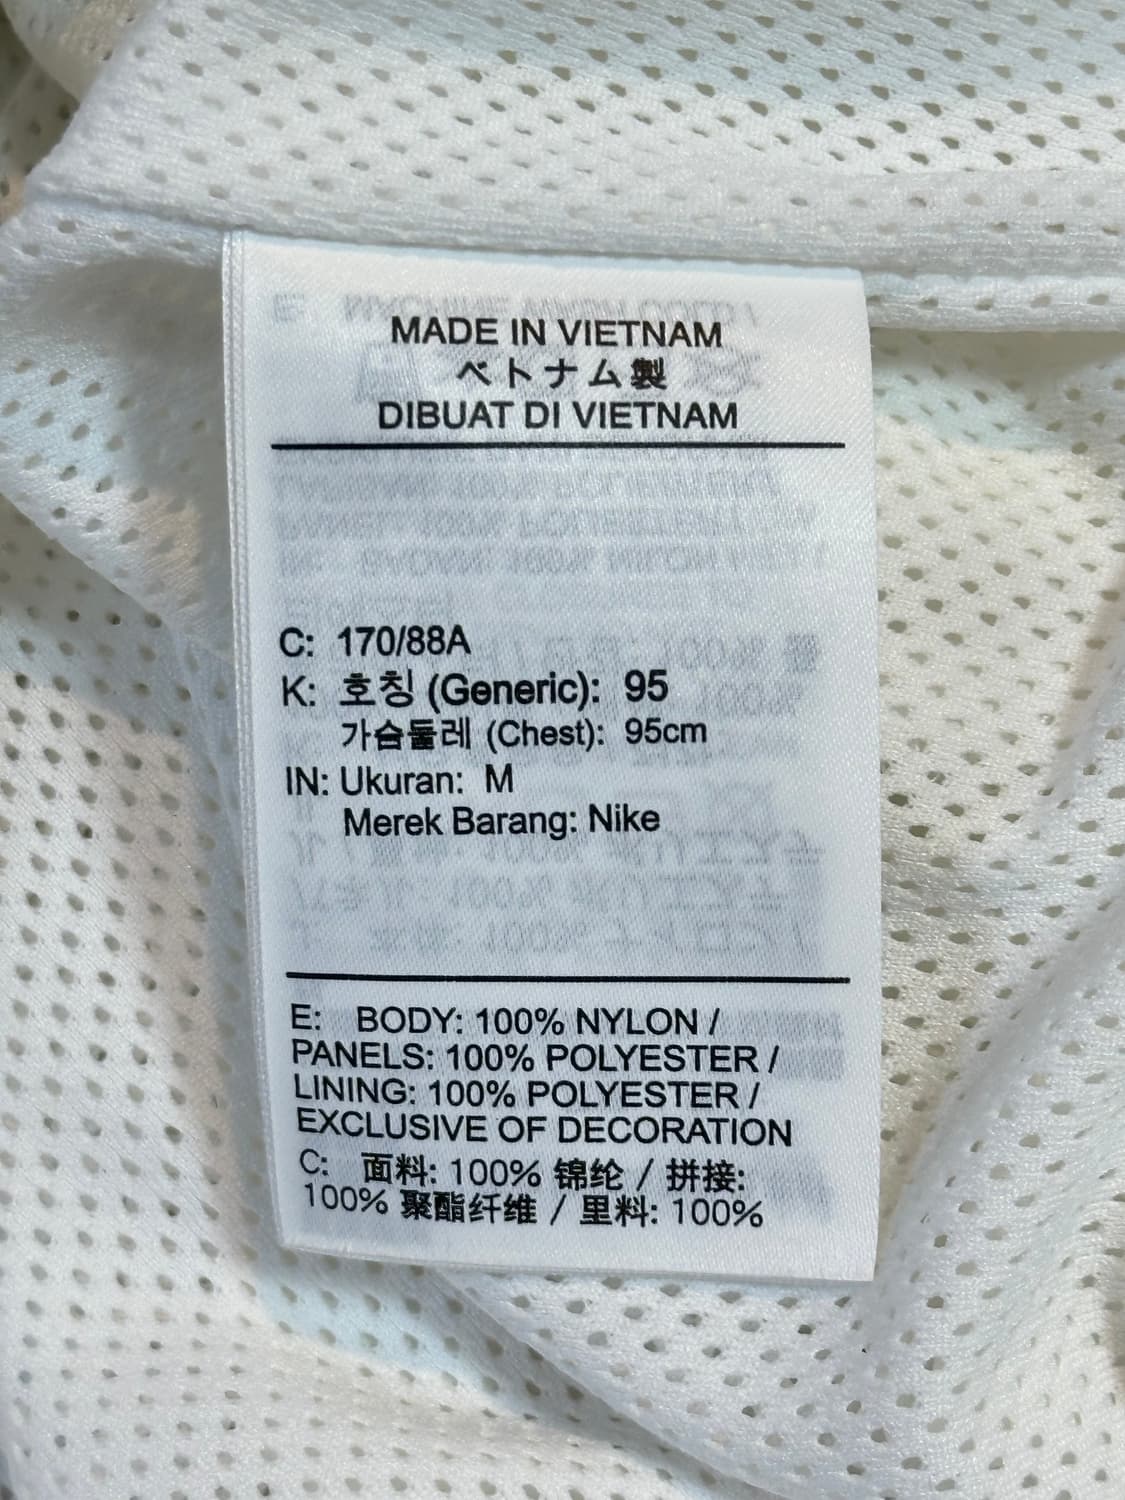 MADE IN VIETNAM
ベトナム製
DIBUAT DI VIETNAM
C: 170/88A
K: 호칭 (Generic): 95
가슴둘레 (Chest): 95cm
IN: Ukuran: M
Merek Barang: Nike
E: BODY: 100% NYLON /
PANELS: 100% POLYESTER /
LINING: 100% POLYESTER /
EXCLUSIVE OF DECORATION
C: 面料: 100% 锦纶 / 拼接:
100% 聚酯纤维 / 里料: 100%